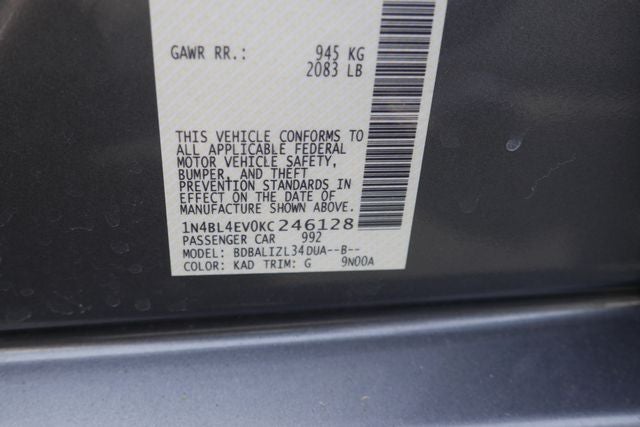 GAWR RR.: 945 KG
2083 LB
THIS VEHICLE CONFORMS TO
ALL APPLICABLE FEDERAL
MOTOR VEHICLE SAFETY,
BUMPER, AND THEFT
PREVENTION STANDARDS IN
EFFECT ON THE DATE OF
MANUFACTURE SHOWN ABOVE.
1N4BL4EV0KC246128
PASSENGER CAR 992
MODEL: BDBALIZL34DUA--B--
COLOR: KAD TRIM: G 9N00A